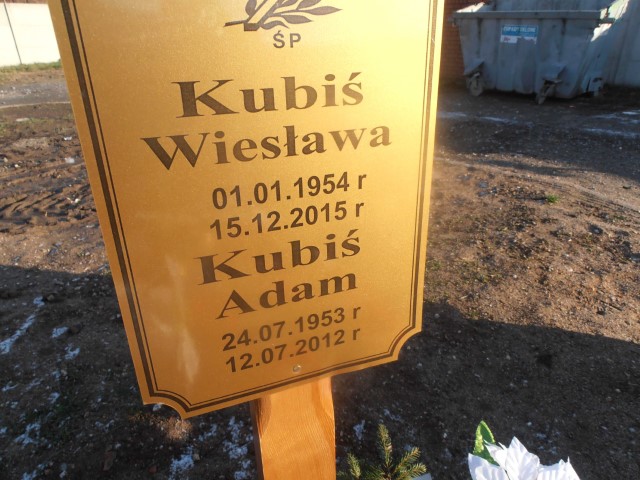 ŚP
Kubiś
Wiesława
01.01.1954 r
15.12.2015 r
Kubiś
Adam
24.07.1953 r
12.07.2012 r